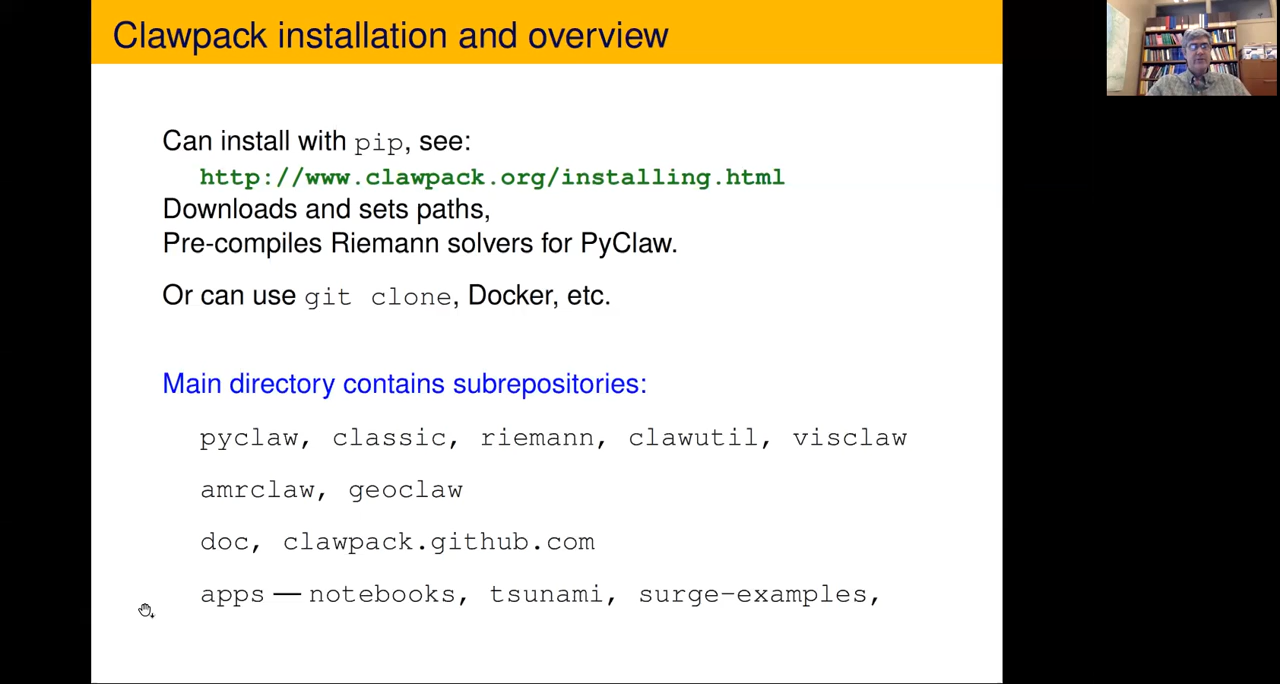 Clawpack installation and overview
Can install with pip, see:
http://www.clawpack.org/installing.html
Downloads and sets paths,
Pre-compiles Riemann solvers for PyClaw.
Or can use git clone, Docker, etc.
Main directory contains subrepositories:
pyclaw, classic, riemann, clawutil, visclaw
amrclaw, geoclaw
doc, clawpack.github.com
apps — notebooks, tsunami, surge-examples,